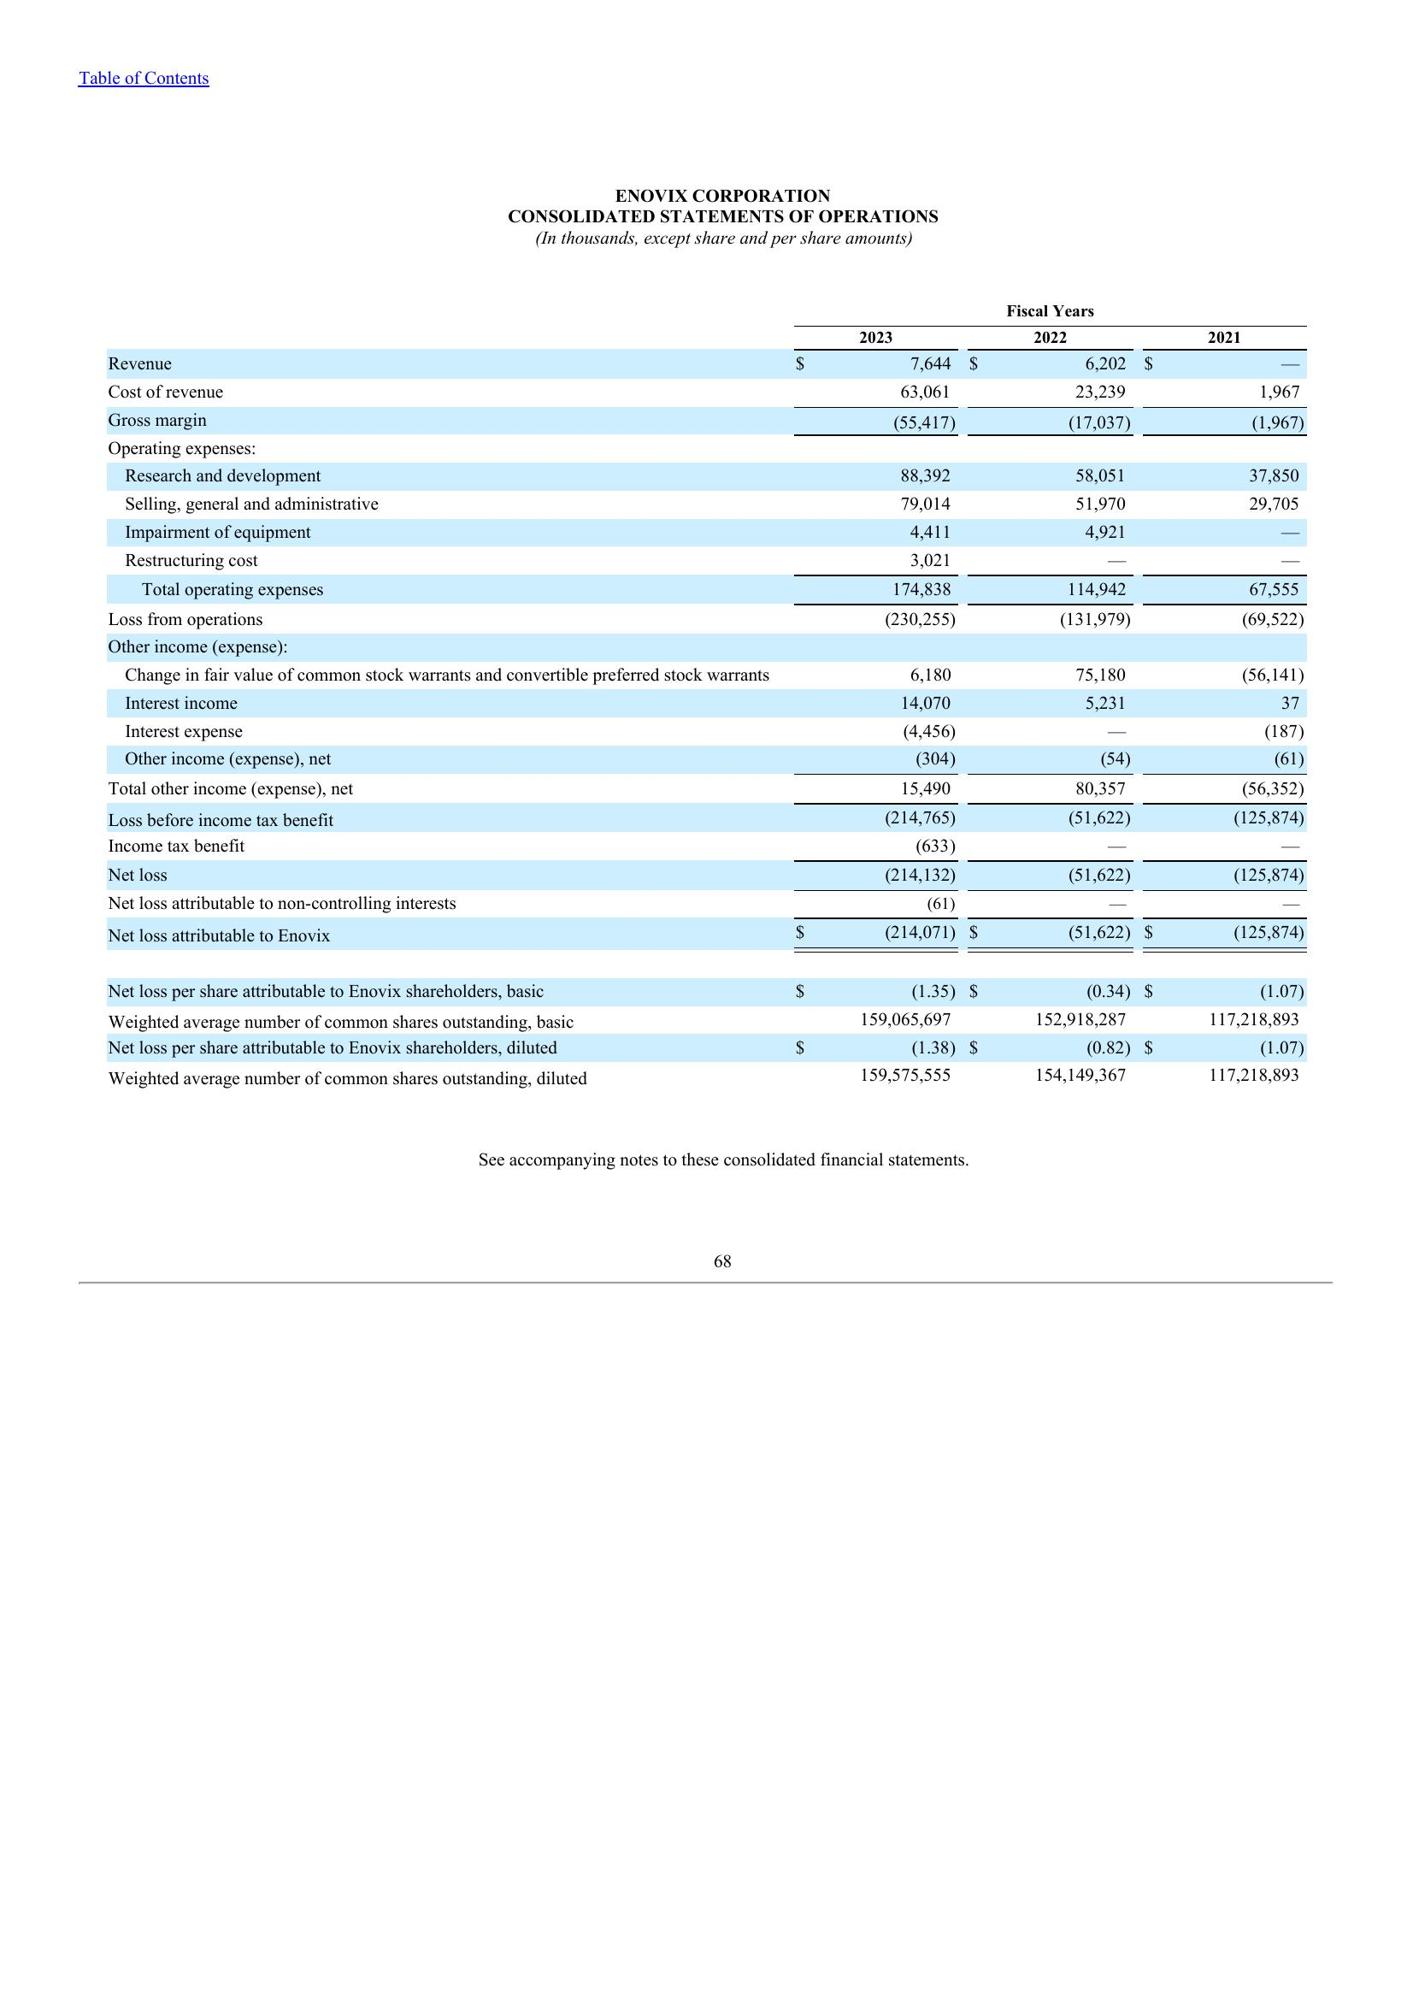 Table of Contents
ENOVIX CORPORATION
CONSOLIDATED STATEMENTS OF OPERATIONS
(In thousands, except share and per share amounts)
Fiscal Years
2023 2022 2021
Revenue $ 7,644 $ 6,202 $ —
Cost of revenue 63,061 23,239 1,967
Gross margin (55,417) (17,037) (1,967)
Operating expenses:
Research and development 88,392 58,051 37,850
Selling, general and administrative 79,014 51,970 29,705
Impairment of equipment 4,411 4,921 —
Restructuring cost 3,021 — —
Total operating expenses 174,838 114,942 67,555
Loss from operations (230,255) (131,979) (69,522)
Other income (expense):
Change in fair value of common stock warrants and convertible preferred stock warrants 6,180 75,180 (56,141)
Interest income 14,070 5,231 37
Interest expense (4,456) — (187)
Other income (expense), net (304) (54) (61)
Total other income (expense), net 15,490 80,357 (56,352)
Loss before income tax benefit (214,765) (51,622) (125,874)
Income tax benefit (633) — —
Net loss (214,132) (51,622) (125,874)
Net loss attributable to non-controlling interests (61) — —
Net loss attributable to Enovix $ (214,071) $ (51,622) $ (125,874)
Net loss per share attributable to Enovix shareholders, basic $ (1.35) $ (0.34) $ (1.07)
Weighted average number of common shares outstanding, basic 159,065,697 152,918,287 117,218,893
Net loss per share attributable to Enovix shareholders, diluted $ (1.38) $ (0.82) $ (1.07)
Weighted average number of common shares outstanding, diluted 159,575,555 154,149,367 117,218,893
See accompanying notes to these consolidated financial statements.
68